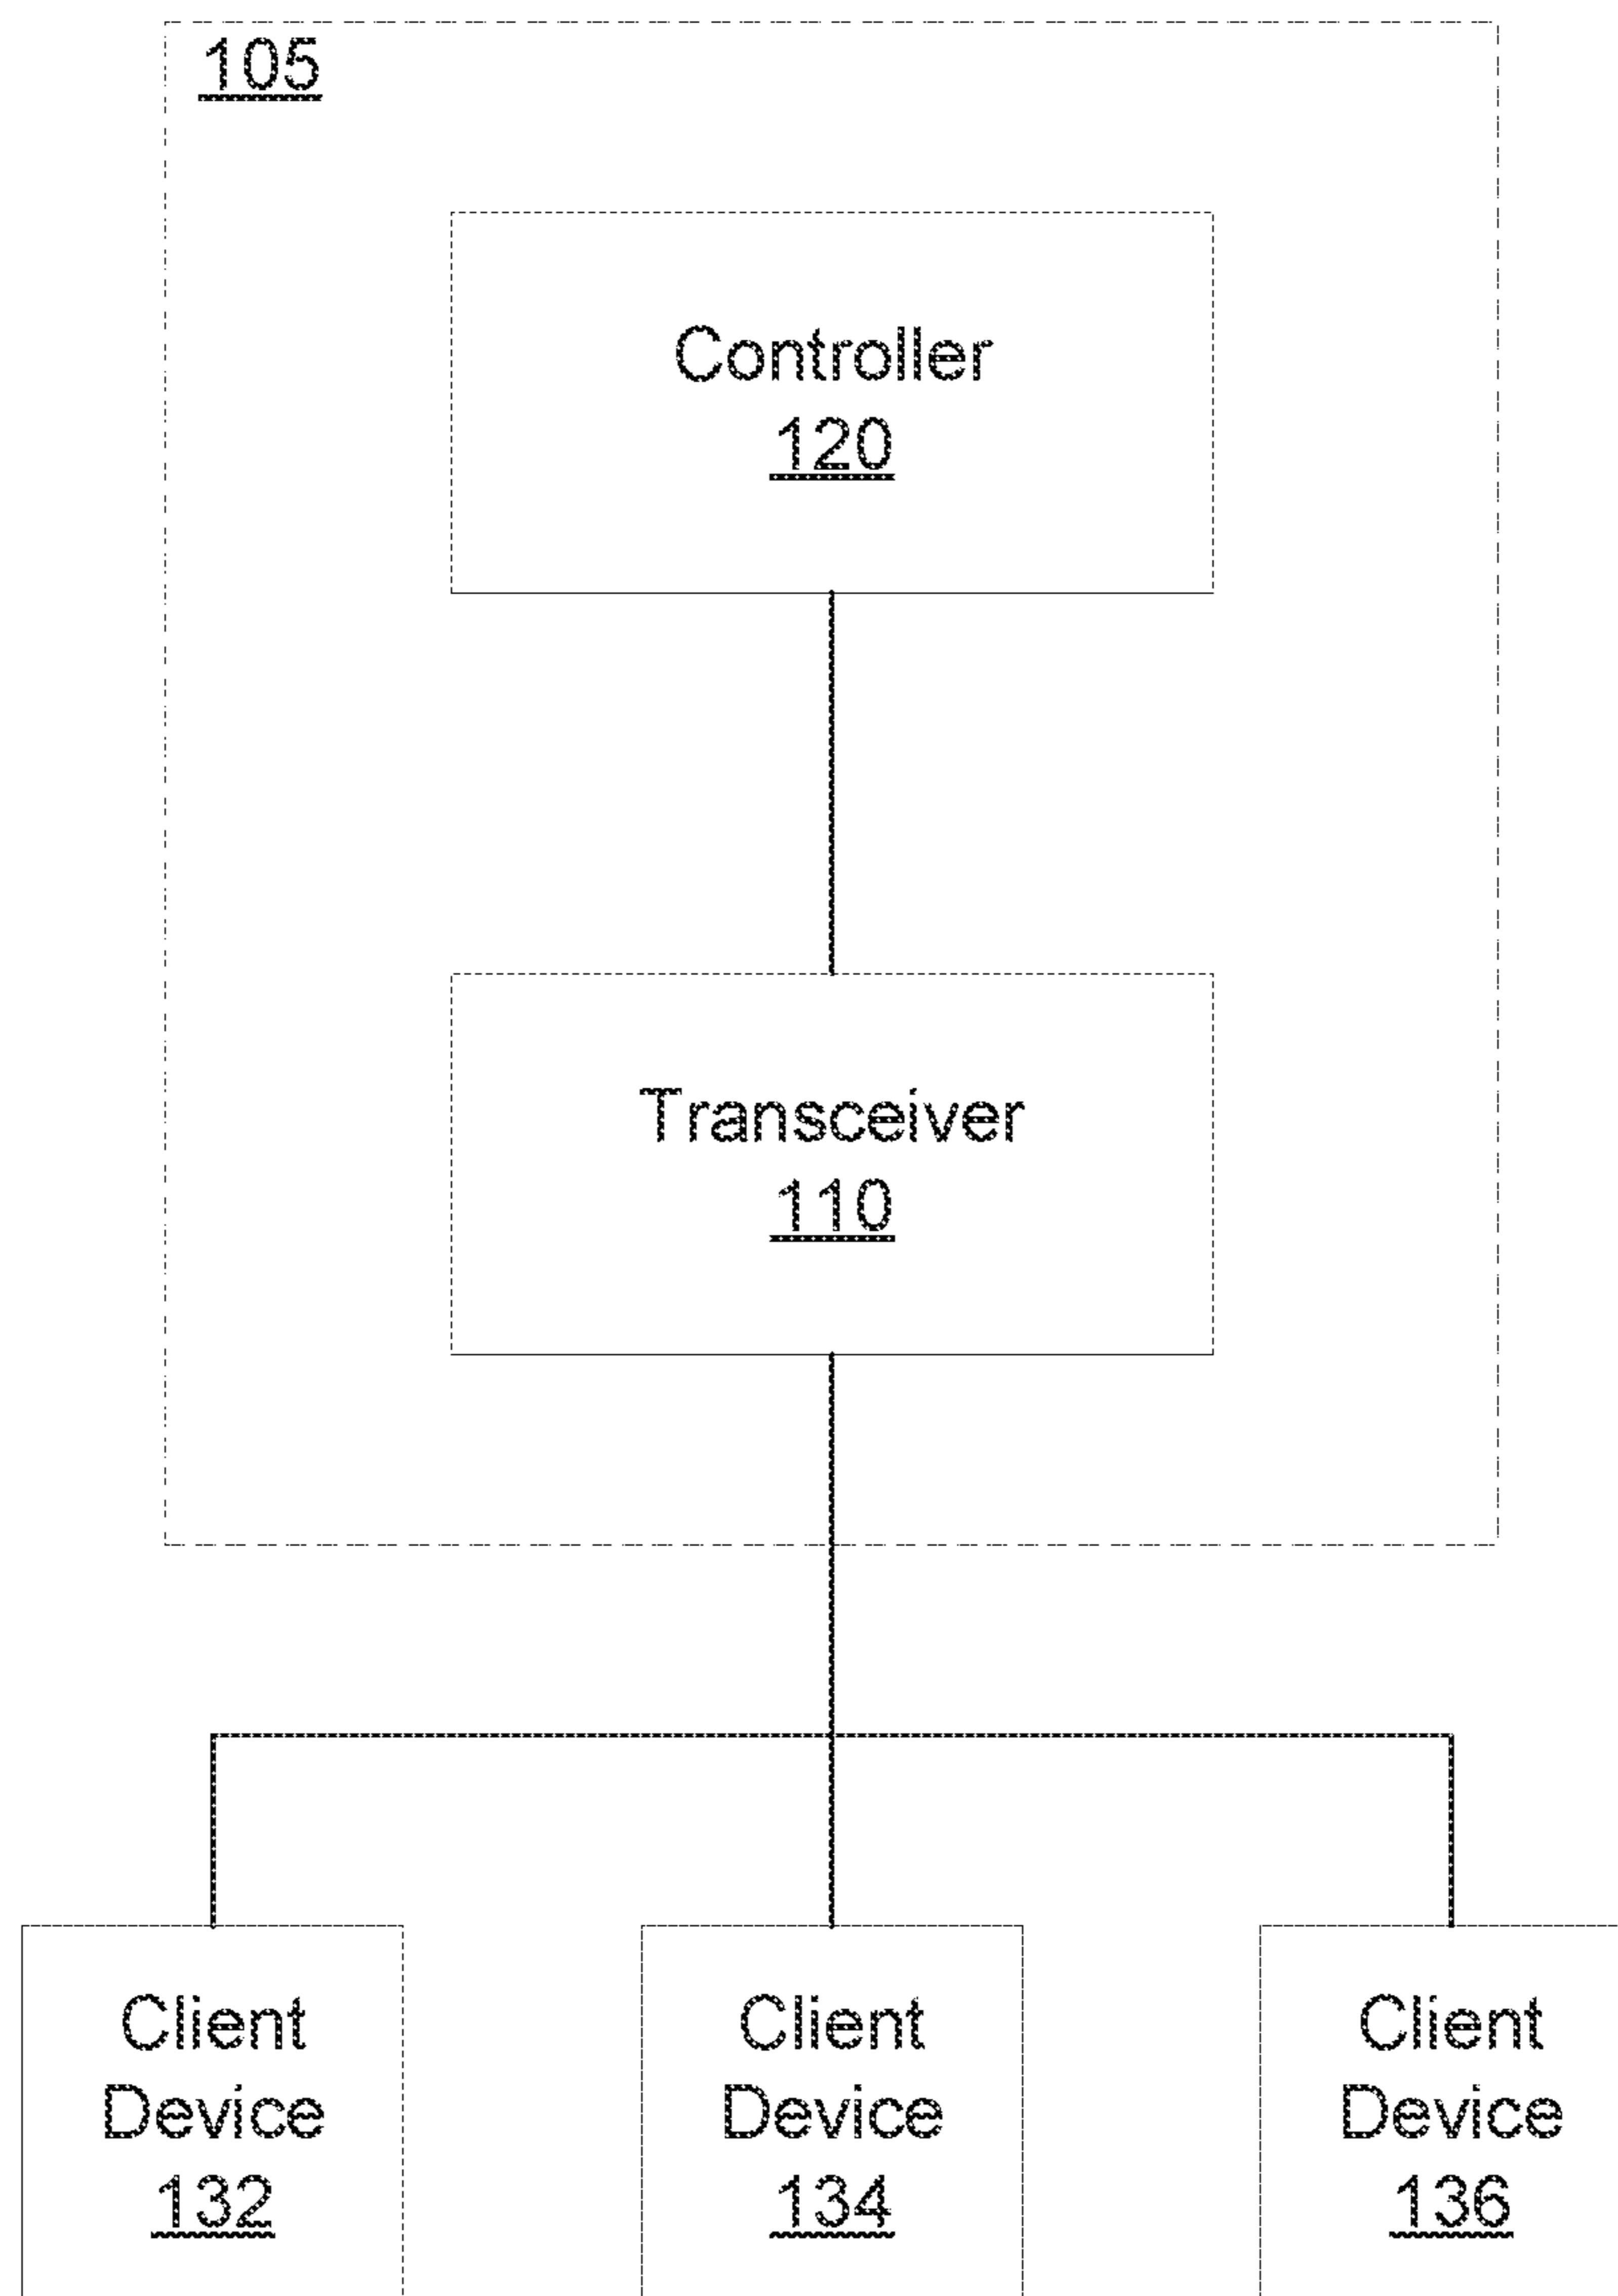 105
Controller
120
Transceiver
110
Client
Device
132
Client
Device
134
Client
Device
136